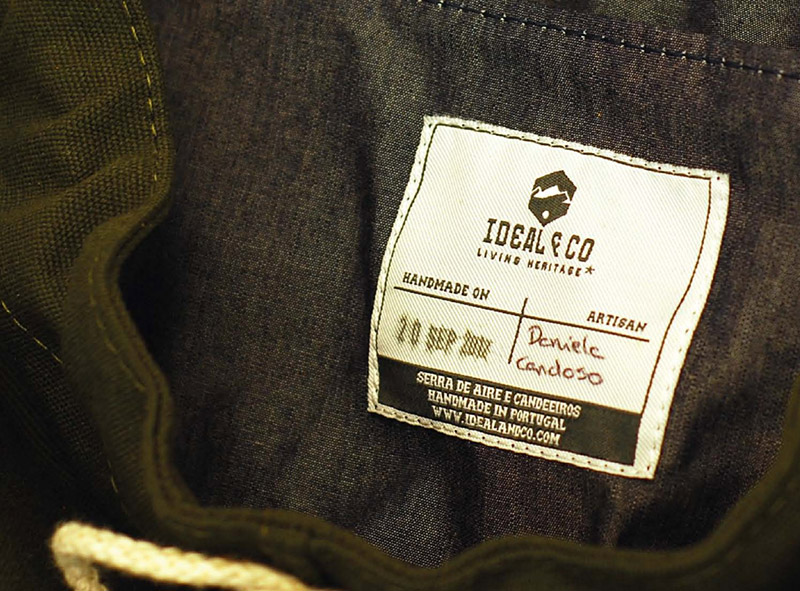 IDEAL & CO
LIVING HERITAGE*
HANDMADE ON
ARTISAN
SEP
Daniela
Cardoso
SERRA DE AIRE E CANDEEIROS
HANDMADE IN PORTUGAL
WWW.IDEALANDCO.COM